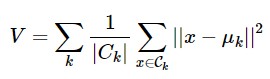 V = \sum_{k} \frac{1}{|C_k|} \sum_{x \in \mathcal{C}_k} ||x - \mu_k||^2